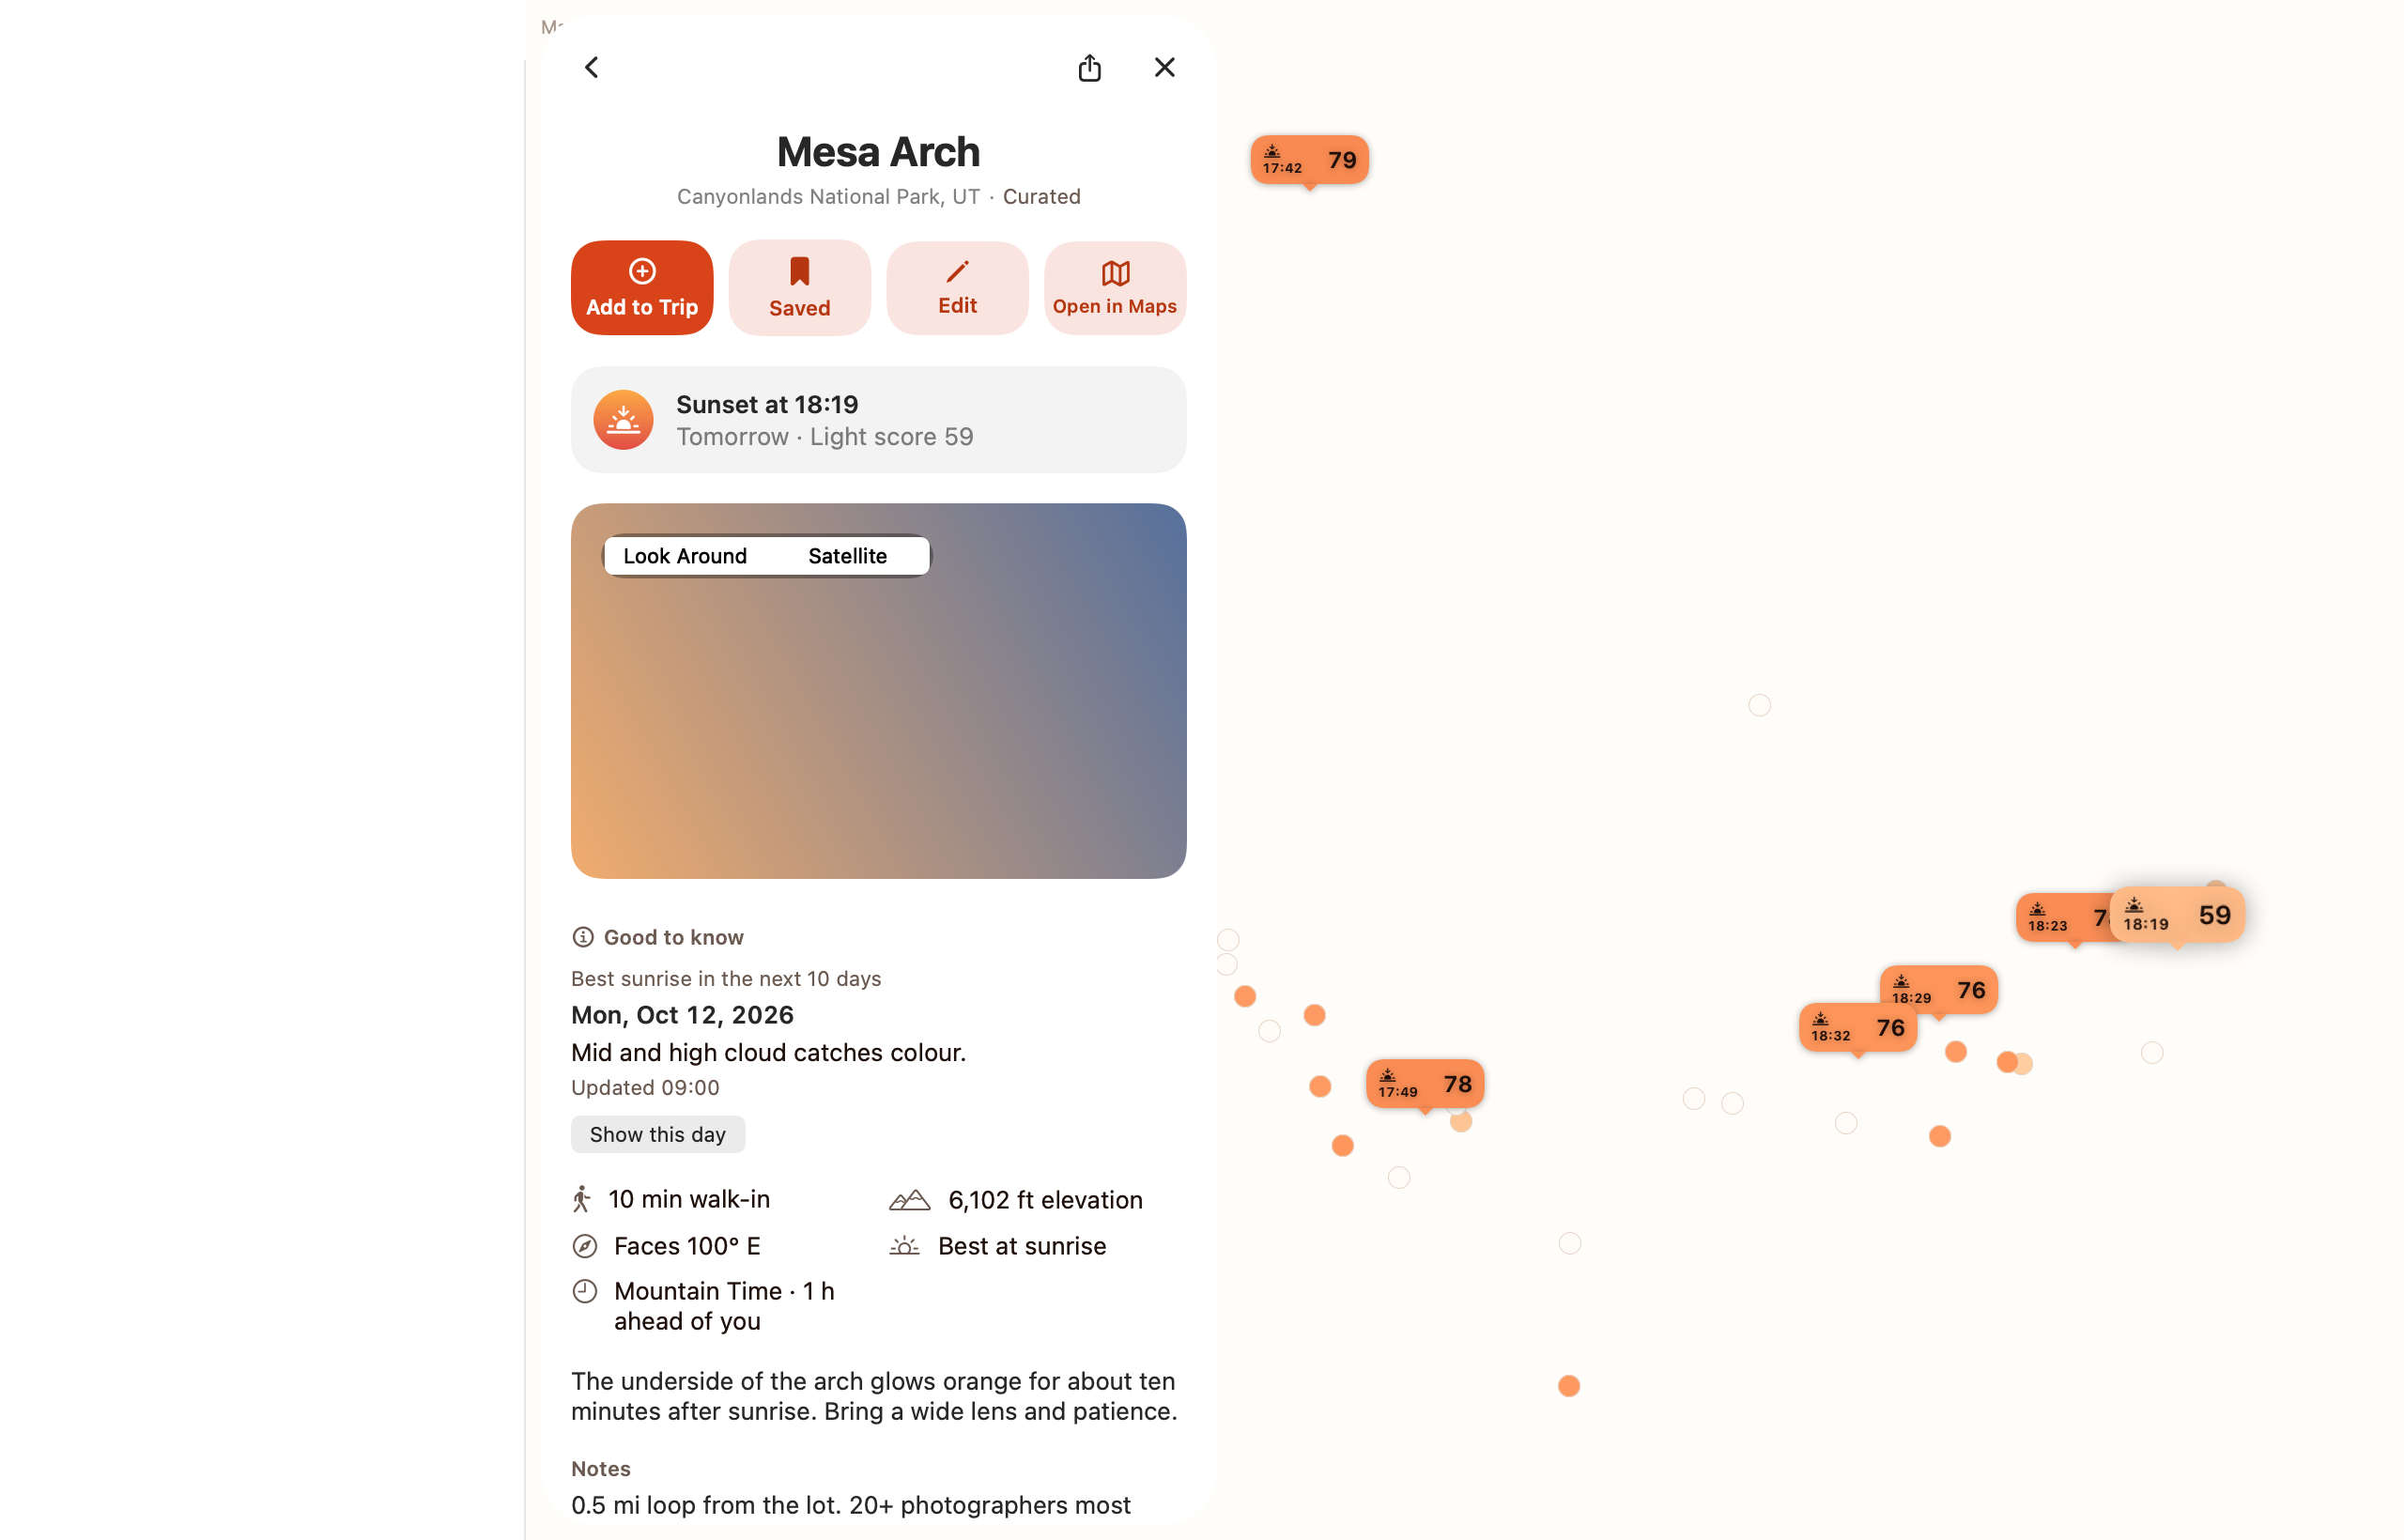 Mesa Arch
Canyonlands National Park, UT · Curated
Add to Trip
Saved
Edit
Open in Maps
Sunset at 18:19
Tomorrow · Light score 59
Look Around
Satellite
Good to know
Best sunrise in the next 10 days
Mon, Oct 12, 2026
Mid and high cloud catches colour.
Updated 09:00
Show this day
10 min walk-in
6,102 ft elevation
Faces 100° E
Best at sunrise
Mountain Time · 1 h
ahead of you
The underside of the arch glows orange for about ten
minutes after sunrise. Bring a wide lens and patience.
Notes
0.5 mi loop from the lot. 20+ photographers most
17:42 79
18:23
18:19 59
18:29 76
18:32 76
17:49 78